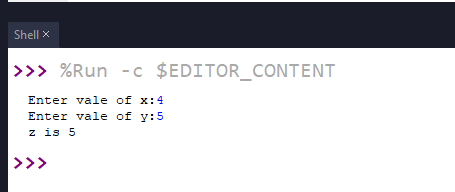 Shell ×
>>> %Run -c $EDITOR_CONTENT
Enter vale of x:4
Enter vale of y:5
z is 5
>>>